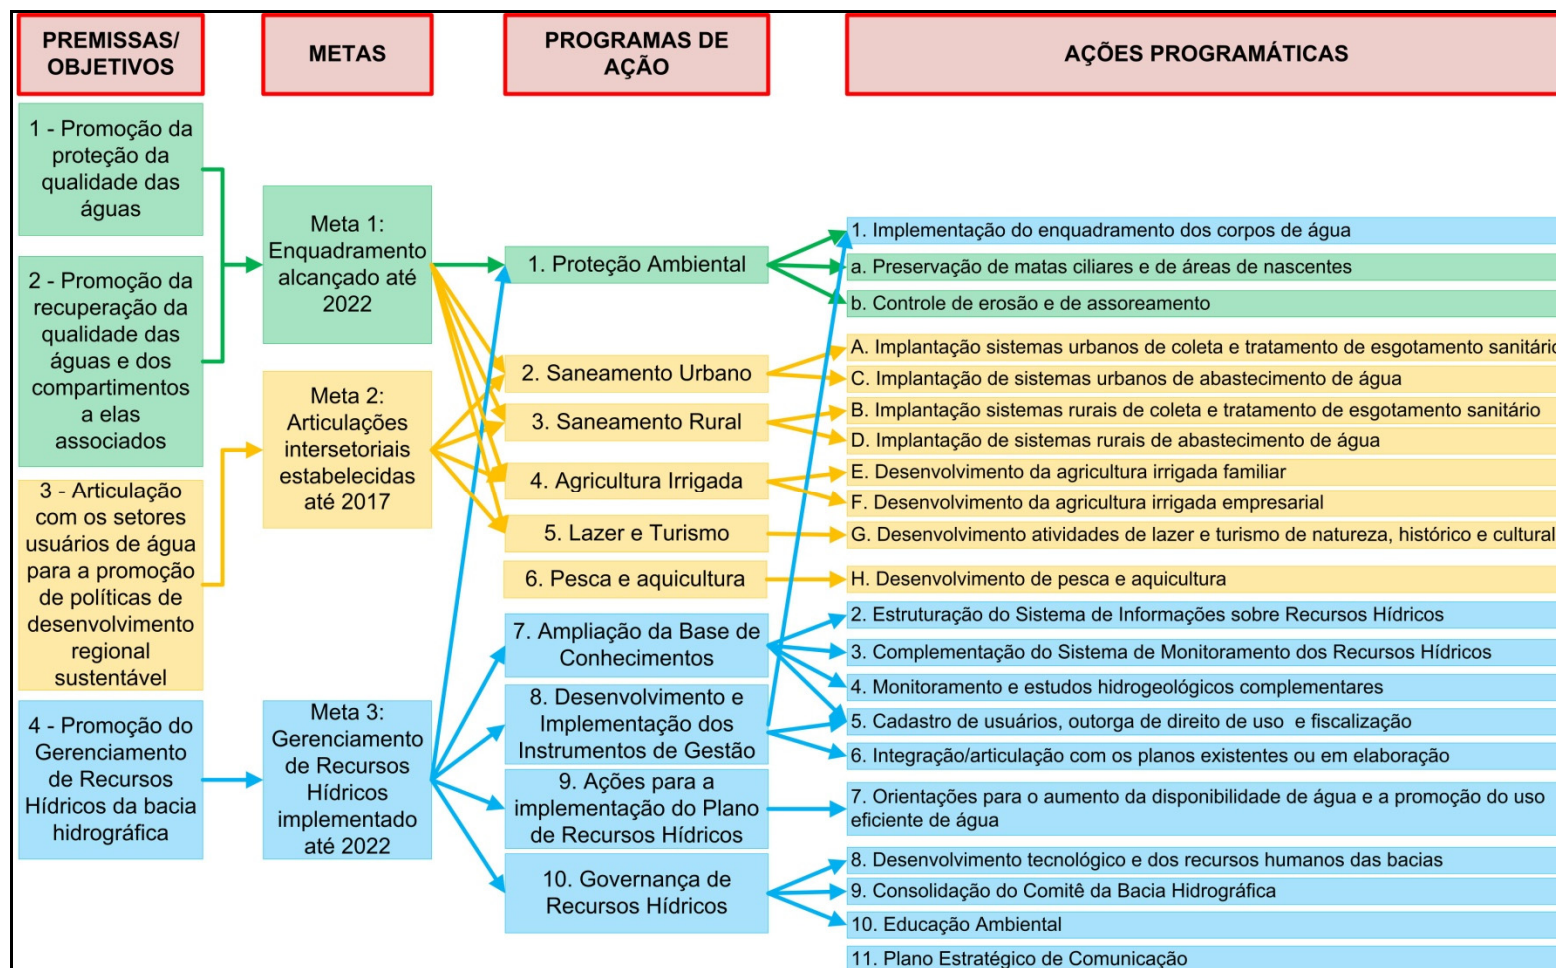 PREMISSAS/
OBJETIVOS
METAS
PROGRAMAS DE
AÇÃO
AÇÕES PROGRAMÁTICAS
1 - Promoção da
proteção da
qualidade das
águas
2 - Promoção da
recuperação da
qualidade das
águas e dos
compartimentos
a elas
associados
3 - Articulação
com os setores
usuários de água
para a promoção
de políticas de
desenvolvimento
regional
sustentável
4 - Promoção do
Gerenciamento
de Recursos
Hídricos da bacia
hidrográfica
Meta 1:
Enquadramento
alcançado até
2022
Meta 2:
Articulações
intersetoriais
estabelecidas
até 2017
Meta 3:
Gerenciamento
de Recursos
Hídricos
implementado
até 2022
1. Proteção Ambiental
2. Saneamento Urbano
3. Saneamento Rural
4. Agricultura Irrigada
5. Lazer e Turismo
6. Pesca e aquicultura
7. Ampliação da Base de
Conhecimentos
8. Desenvolvimento e
Implementação dos
Instrumentos de Gestão
9. Ações para a
implementação do Plano
de Recursos Hídricos
10. Governança de
Recursos Hídricos
1. Implementação do enquadramento dos corpos de água
a. Preservação de matas ciliares e de áreas de nascentes
b. Controle de erosão e de assoreamento
A. Implantação sistemas urbanos de coleta e tratamento de esgotamento sanitário
C. Implantação de sistemas urbanos de abastecimento de água
B. Implantação sistemas rurais de coleta e tratamento de esgotamento sanitário
D. Implantação de sistemas rurais de abastecimento de água
E. Desenvolvimento da agricultura irrigada familiar
F. Desenvolvimento da agricultura irrigada empresarial
G. Desenvolvimento atividades de lazer e turismo de natureza, histórico e cultural
H. Desenvolvimento de pesca e aquicultura
2. Estruturação do Sistema de Informações sobre Recursos Hídricos
3. Complementação do Sistema de Monitoramento dos Recursos Hídricos
4. Monitoramento e estudos hidrogeológicos complementares
5. Cadastro de usuários, outorga de direito de uso e fiscalização
6. Integração/articulação com os planos existentes ou em elaboração
7. Orientações para o aumento da disponibilidade de água e a promoção do uso
eficiente de água
8. Desenvolvimento tecnológico e dos recursos humanos das bacias
9. Consolidação do Comitê da Bacia Hidrográfica
10. Educação Ambiental
11. Plano Estratégico de Comunicação